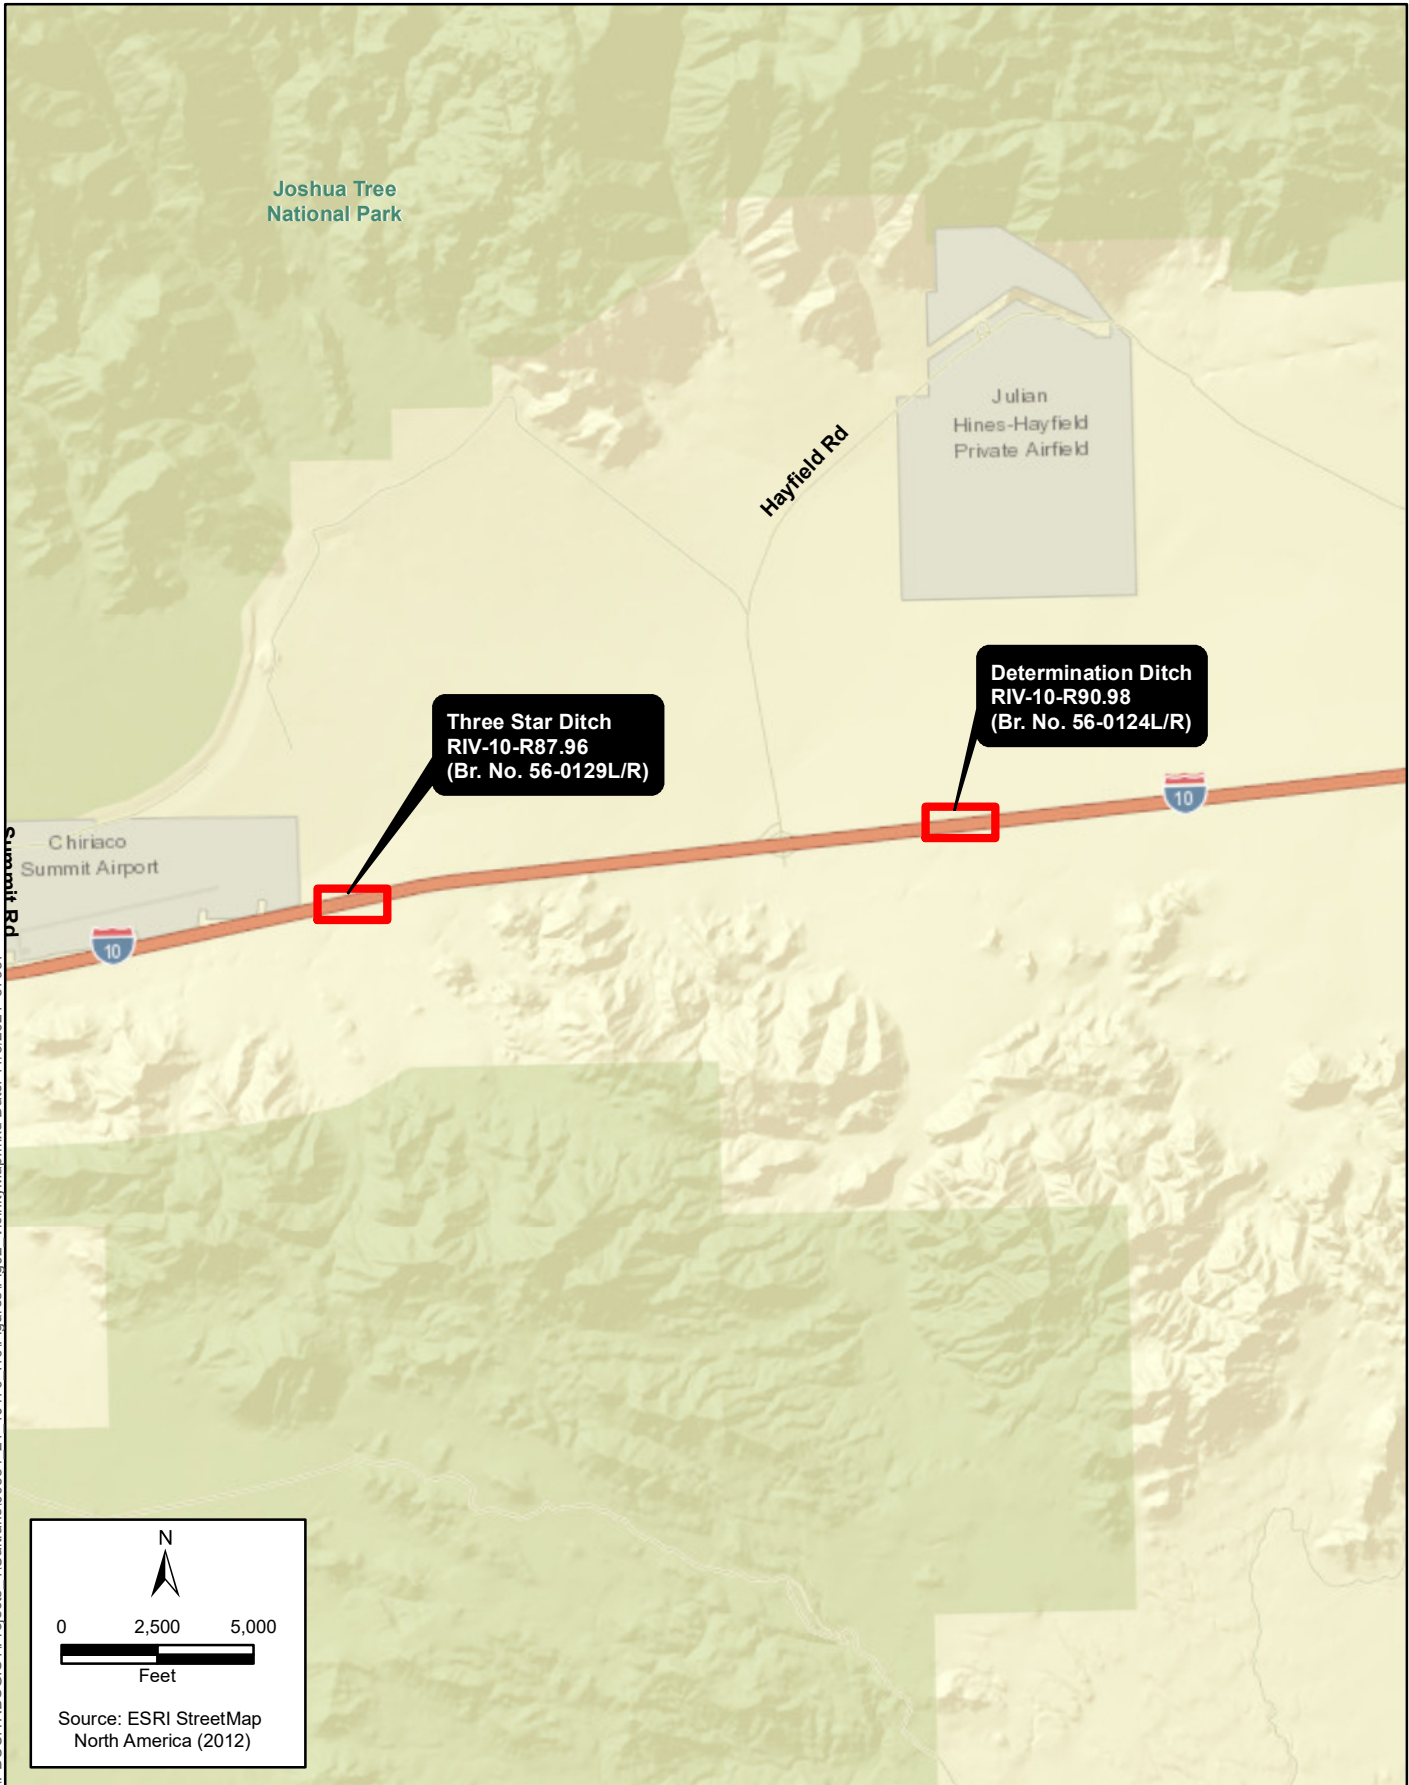 Joshua Tree
National Park
Julian
Hines-Hayfield
Private Airfield
Hayfield Rd
Determination Ditch
RIV-10-R90.98
(Br. No. 56-0124L/R)
Three Star Ditch
RIV-10-R87.96
(Br. No. 56-0129L/R)
10
Chiriaco
Summit Airport
Summit Rd
10
N
0 2,500 5,000
Feet
Source: ESRI StreetMap
North America (2012)